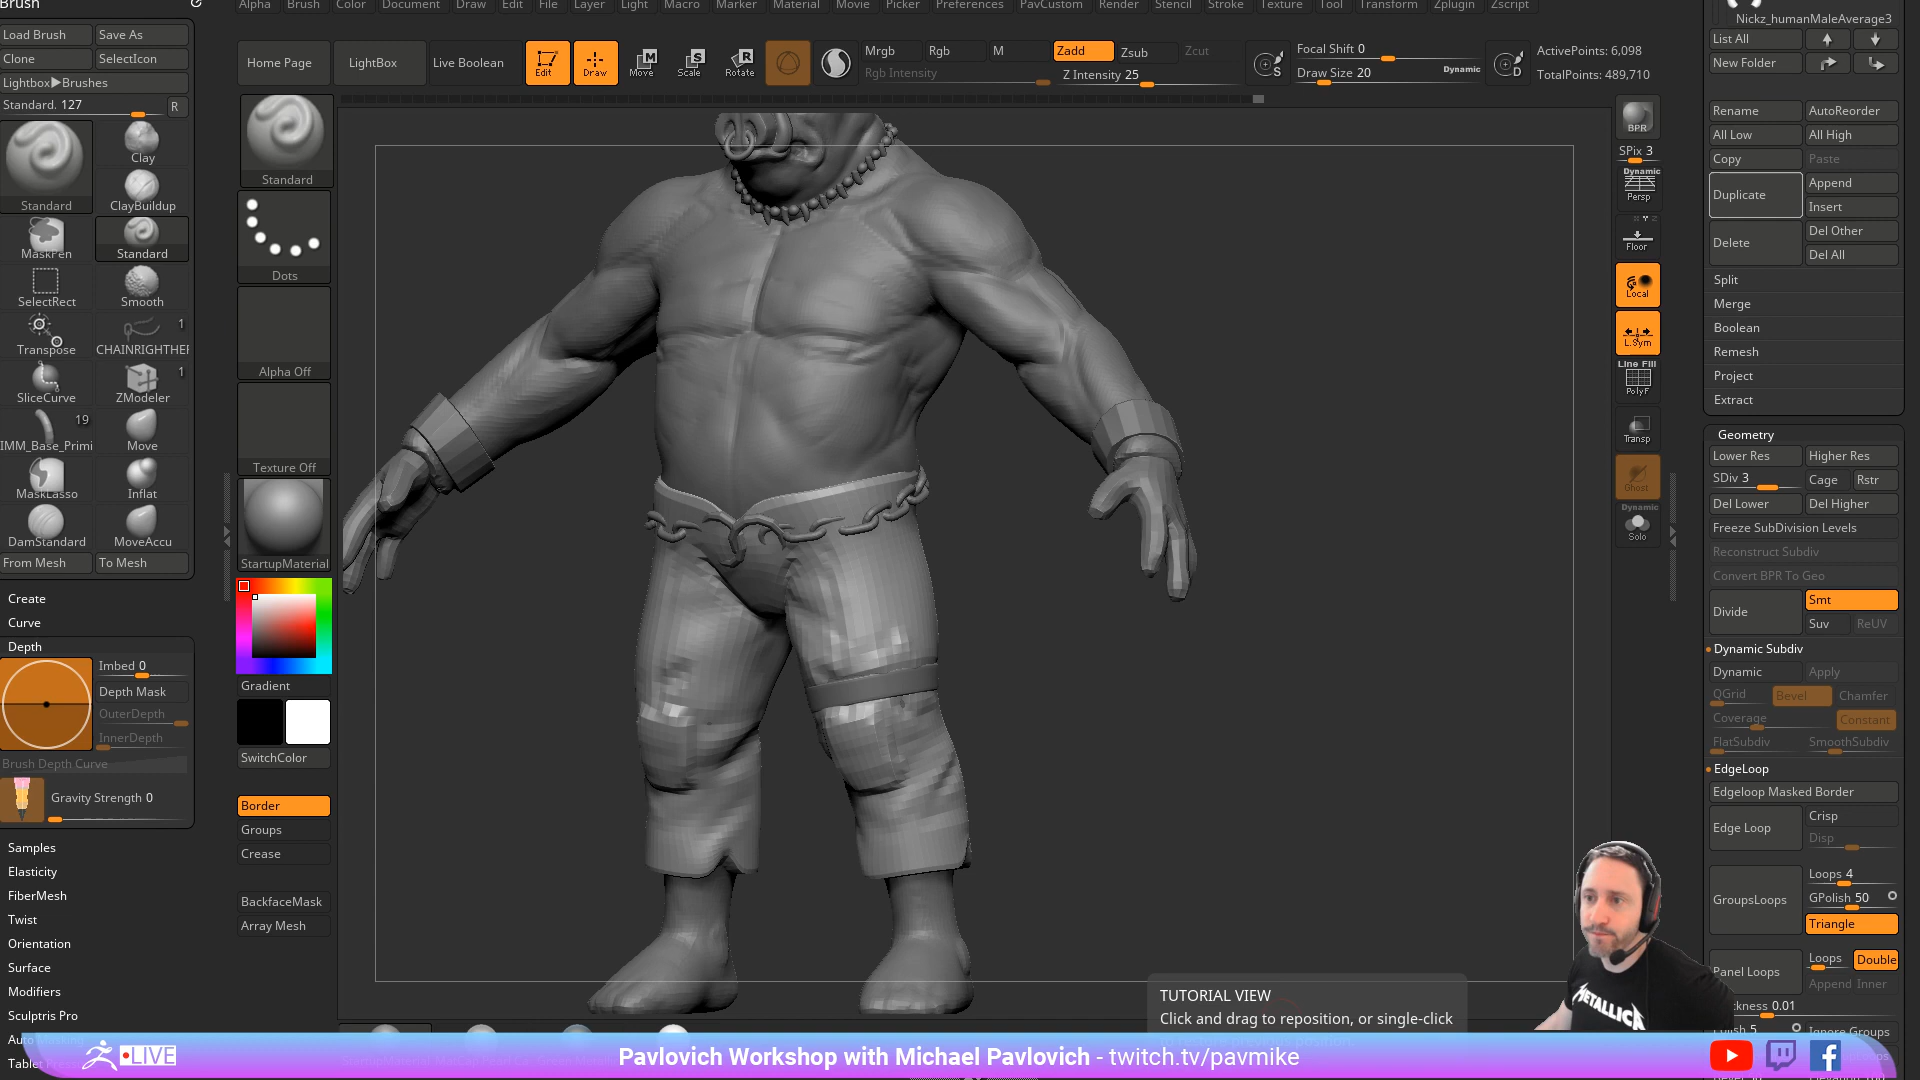 Brush
Alpha Brush Color Document Draw Edit File Layer Light Macro Marker Material Movie Picker Preferences PavCustom Render Stencil Stroke Texture Tool Transform Zplugin Zscript
Load Brush Save As
Clone SelectIcon
Lightbox▶Brushes
Standard. 127 R
Standard Clay
ClayBuildup
MaskPen Standard
SelectRect Smooth
Transpose CHAINRIGHTHE 1
SliceCurve ZModeler 1
IMM_Base_Primi 19 Move
MaskLasso Inflat
DamStandard MoveAccu
From Mesh To Mesh
Create
Curve
Depth
Imbed 0
Depth Mask
OuterDepth
InnerDepth
Brush Depth Curve
Gravity Strength 0
Samples
Elasticity
FiberMesh
Twist
Orientation
Surface
Modifiers
Sculptris Pro
Home Page LightBox Live Boolean Edit Draw Move Scale Rotate
Mrgb Rgb M Zadd Zsub Zcut
Rgb Intensity Z Intensity 25
Focal Shift 0
Draw Size 20 Dynamic
ActivePoints: 6,098
TotalPoints: 489,710
Standard
Dots
Alpha Off
Texture Off
StartupMaterial
Gradient
SwitchColor
Border
Groups
Crease
BackfaceMask
Array Mesh
BPR
SPix 3
Dynamic
Persp
Floor
Local
L.Sym
Line Fill
PolyF
Transp
Ghost
Dynamic
Solo
Nickz_humanMaleAverage3
List All
New Folder
Rename AutoReorder
All Low All High
Copy Paste
Duplicate Append
Insert
Delete Del Other
Del All
Split
Merge
Boolean
Remesh
Project
Extract
Geometry
Lower Res Higher Res
SDiv 3 Cage Rstr
Del Lower Del Higher
Freeze SubDivision Levels
Reconstruct Subdiv
Convert BPR To Geo
Divide Smt
Suv ReUV
Dynamic Subdiv
Dynamic Apply
QGrid Bevel Chamfer
Coverage Constant
FlatSubdiv SmoothSubdiv
EdgeLoop
Edgeloop Masked Border
Edge Loop Crisp
Disp
GroupsLoops Loops 4
GPolish 50
Triangle
Panel Loops Loops Double
Append Inner
ckness 0.01
Ignore Groups
TUTORIAL VIEW
Click and drag to reposition, or single-click
METALLICA
LIVE
Pavlovich Workshop with Michael Pavlovich - twitch.tv/pavmike